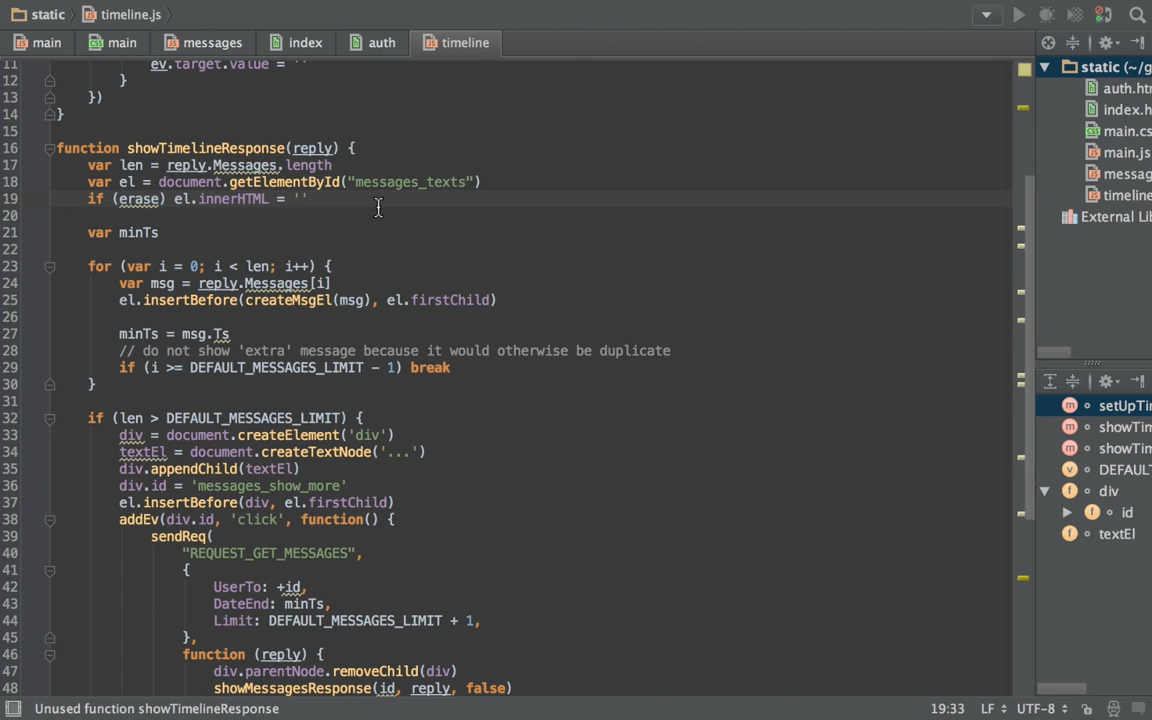 static timeline.js
main main messages index auth timeline
11 ev.target.value = ''
12 }
13 })
14 }
15
16 function showTimelineResponse(reply) {
17 var len = reply.Messages.length
18 var el = document.getElementById("messages_texts")
19 if (erase) el.innerHTML = ''
20
21 var minTs
22
23 for (var i = 0; i < len; i++) {
24 var msg = reply.Messages[i]
25 el.insertBefore(createMsgEl(msg), el.firstChild)
26
27 minTs = msg.Ts
28 // do not show 'extra' message because it would otherwise be duplicate
29 if (i >= DEFAULT_MESSAGES_LIMIT - 1) break
30 }
31
32 if (len > DEFAULT_MESSAGES_LIMIT) {
33 div = document.createElement('div')
34 textEl = document.createTextNode('...')
35 div.appendChild(textEl)
36 div.id = 'messages_show_more'
37 el.insertBefore(div, el.firstChild)
38 addEv(div.id, 'click', function() {
39 sendReq(
40 "REQUEST_GET_MESSAGES",
41 {
42 UserTo: +id,
43 DateEnd: minTs,
44 Limit: DEFAULT_MESSAGES_LIMIT + 1,
45 },
46 function (reply) {
47 div.parentNode.removeChild(div)
48 showMessagesResponse(id, reply, false)
static (~/g
auth.htm
index.h
main.cs
main.js
messag
timeline
External Lib
setUpTim
showTim
showTim
DEFAUL
div
id
textEl
Unused function showTimelineResponse 19:33 LF UTF-8